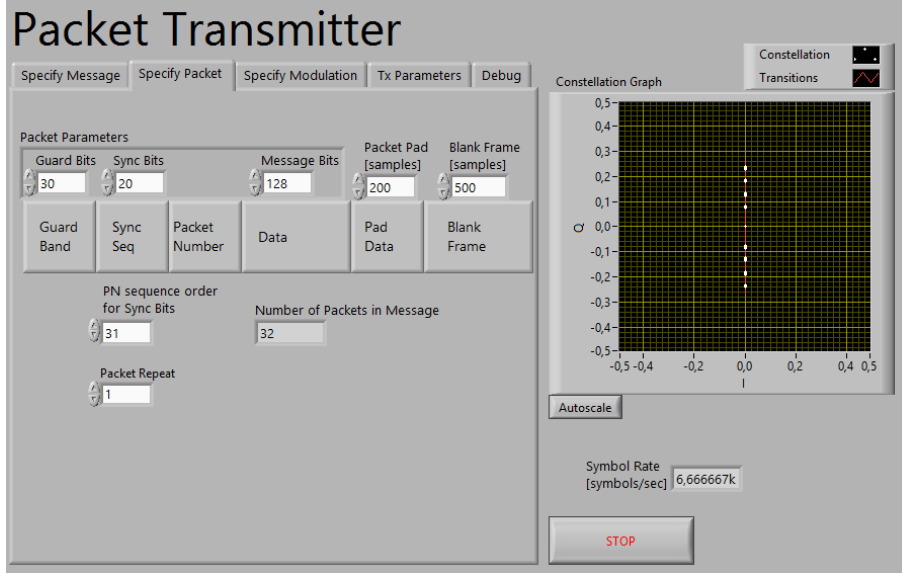 Packet Transmitter
Specify Message Specify Packet Specify Modulation Tx Parameters Debug
Packet Parameters
Guard Bits Sync Bits Message Bits Packet Pad [samples] Blank Frame [samples]
30 20 128 200 500
Guard Band Sync Seq Packet Number Data Pad Data Blank Frame
PN sequence order
for Sync Bits
31
Number of Packets in Message
32
Packet Repeat
1
Constellation
Transitions
Constellation Graph
0,5
0,4
0,3
0,2
0,1
0,0
-0,1
-0,2
-0,3
-0,4
-0,5
Q
-0,5 -0,4 -0,2 0,0 0,2 0,4 0,5
I
Autoscale
Symbol Rate
[symbols/sec] 6,666667k
STOP